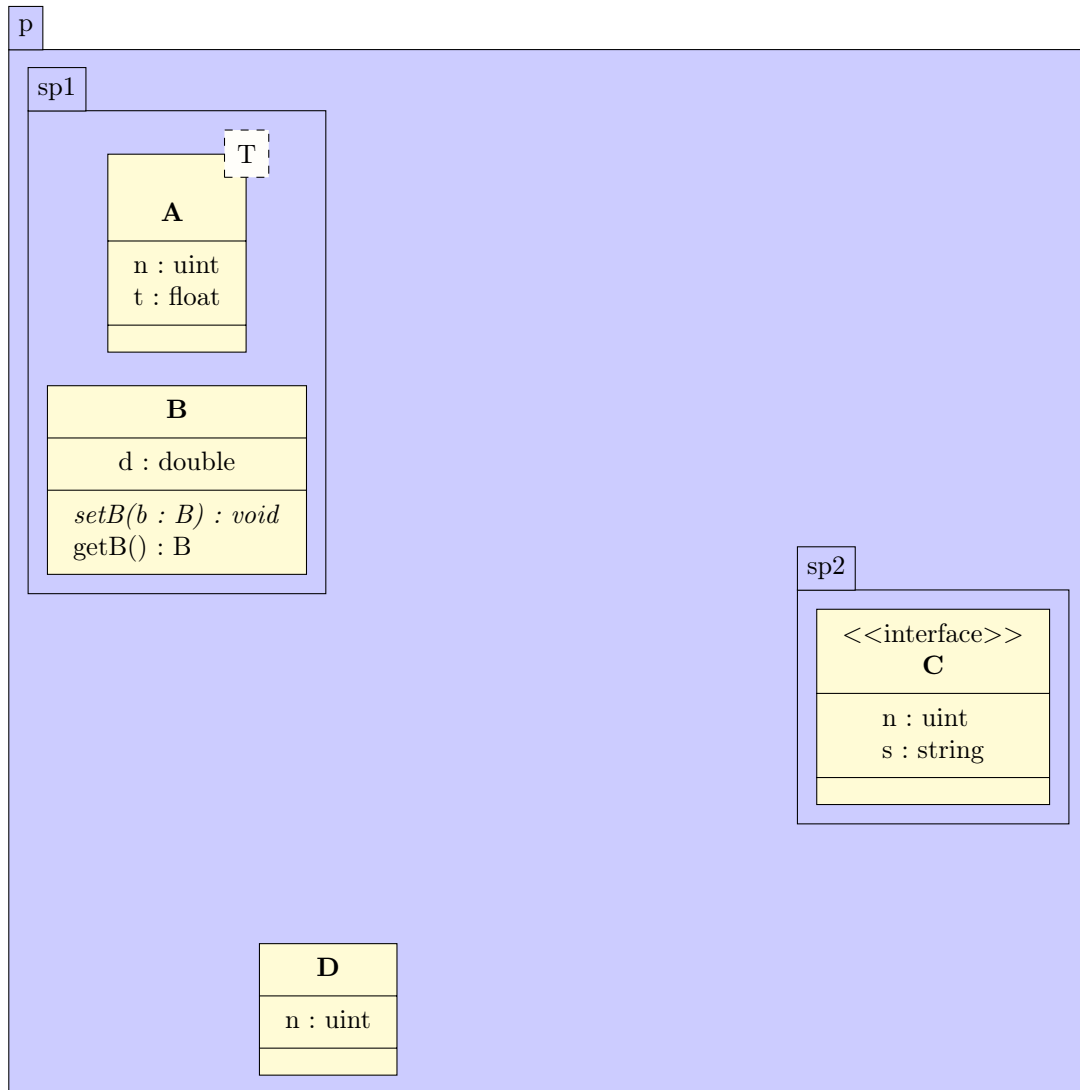 p
sp1
T
A
n : uint
t : float
B
d : double
setB(b : B) : void
getB() : B
sp2
<<interface>>
C
n : uint
s : string
D
n : uint